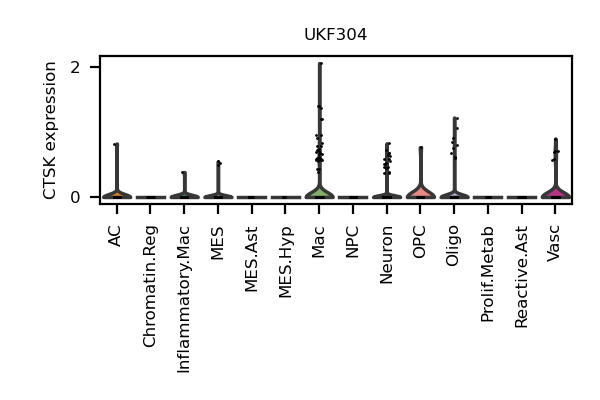 UKF304
CTSK expression
2
0
AC
Chromatin.Reg
Inflammatory.Mac
MES
MES.Ast
MES.Hyp
Mac
NPC
Neuron
OPC
Oligo
Prolif.Metab
Reactive.Ast
Vasc